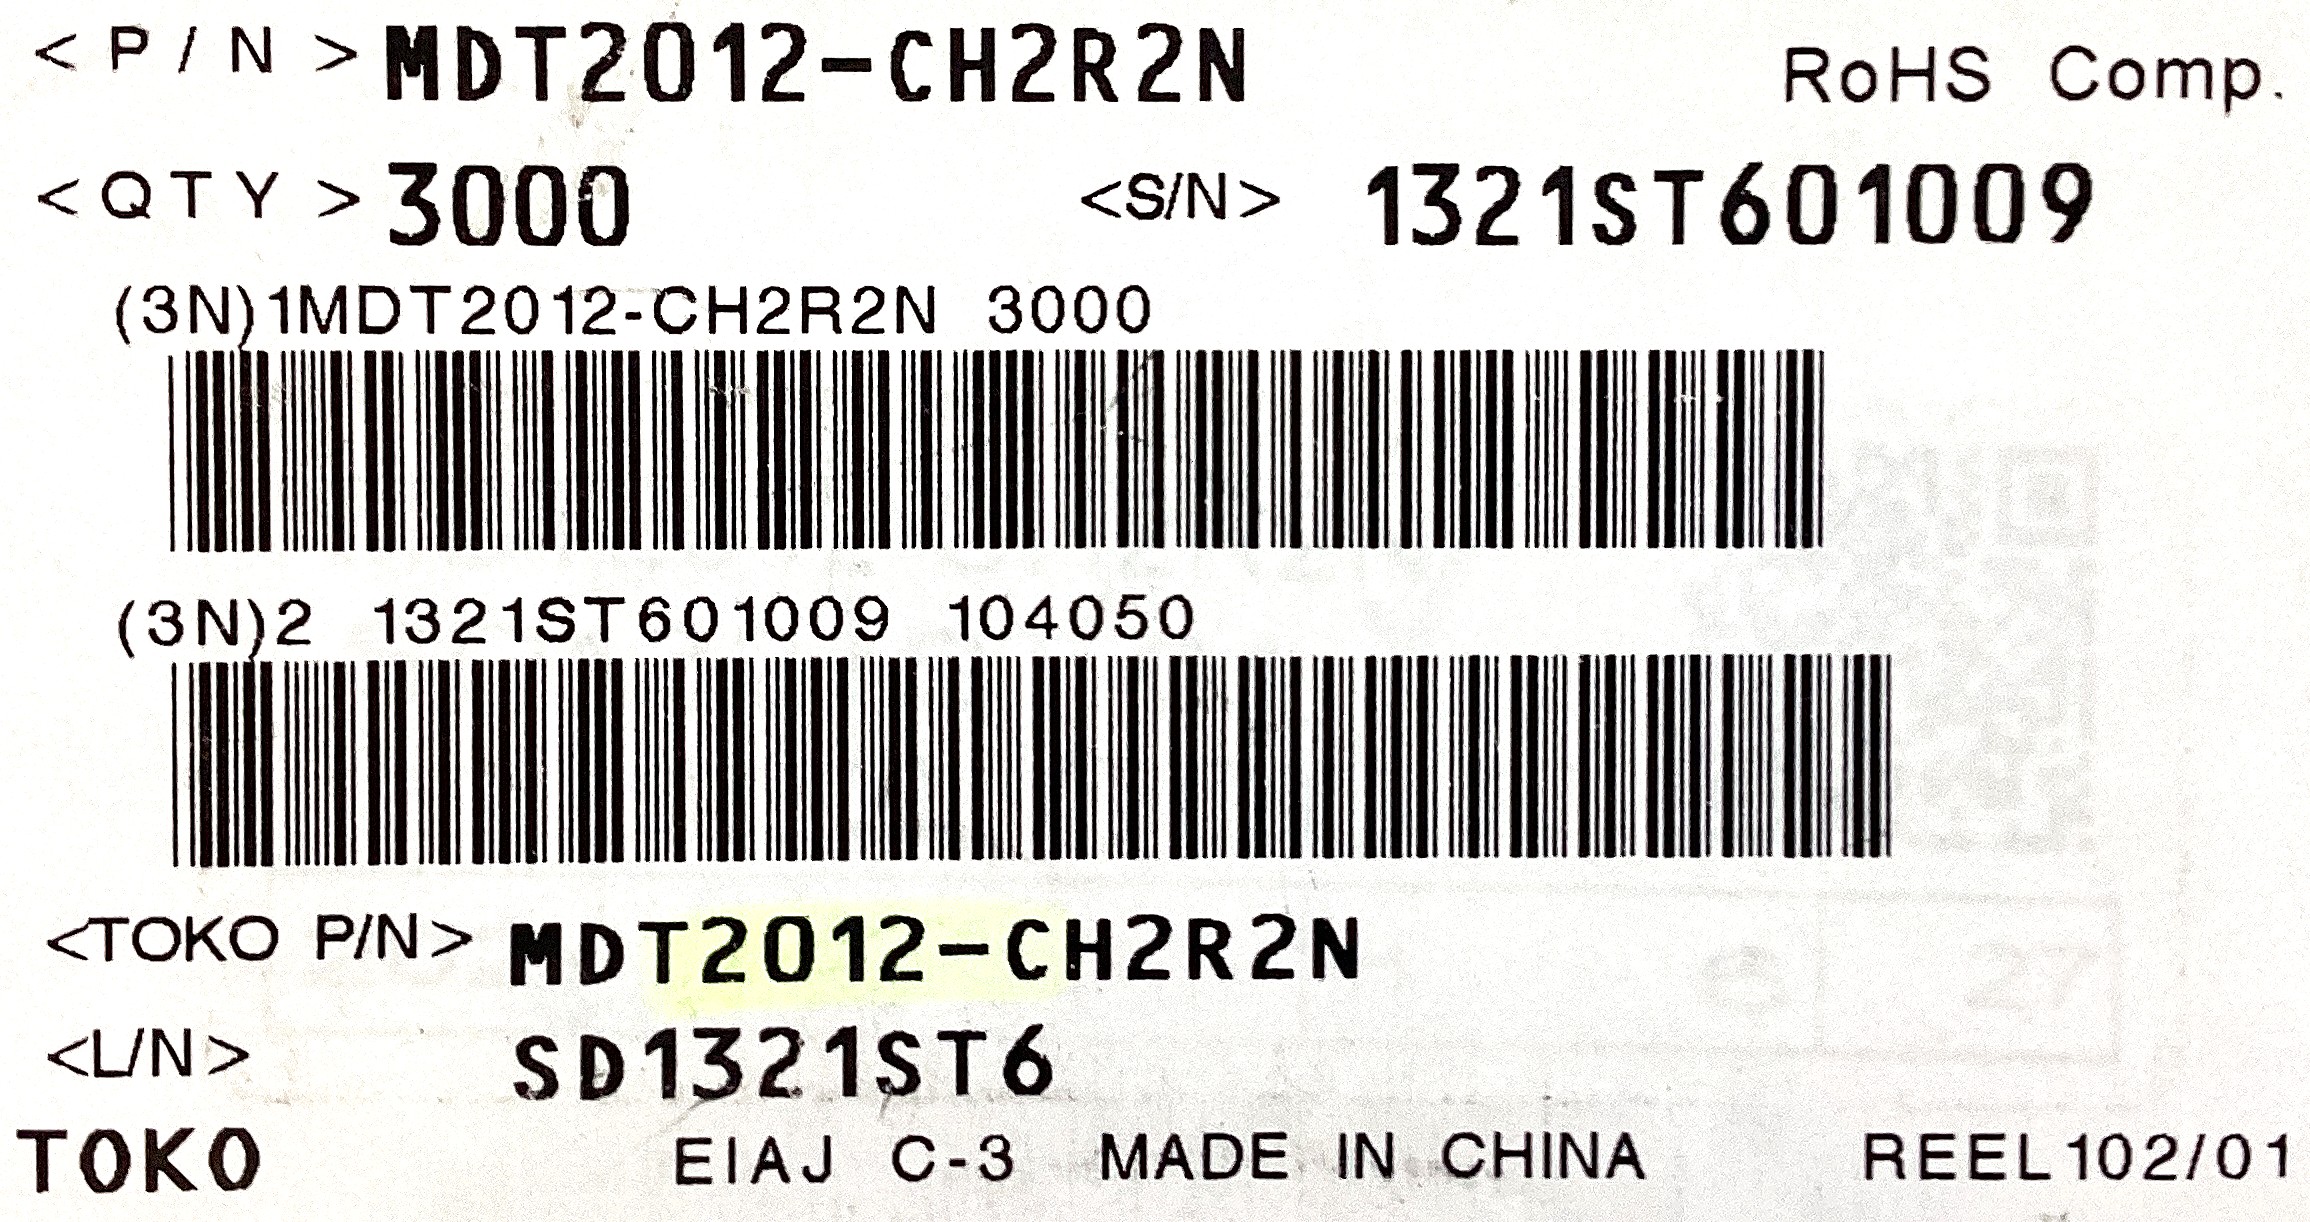 <P/N>MDT2012-CH2R2N RoHS Comp.
<QTY>3000 <S/N> 1321ST601009
(3N)1MDT2012-CH2R2N 3000
(3N)2 1321ST601009 104050
<TOKO P/N> MDT2012-CH2R2N
<L/N> SD1321ST6
TOKO EIAJ C-3 MADE IN CHINA REEL102/01